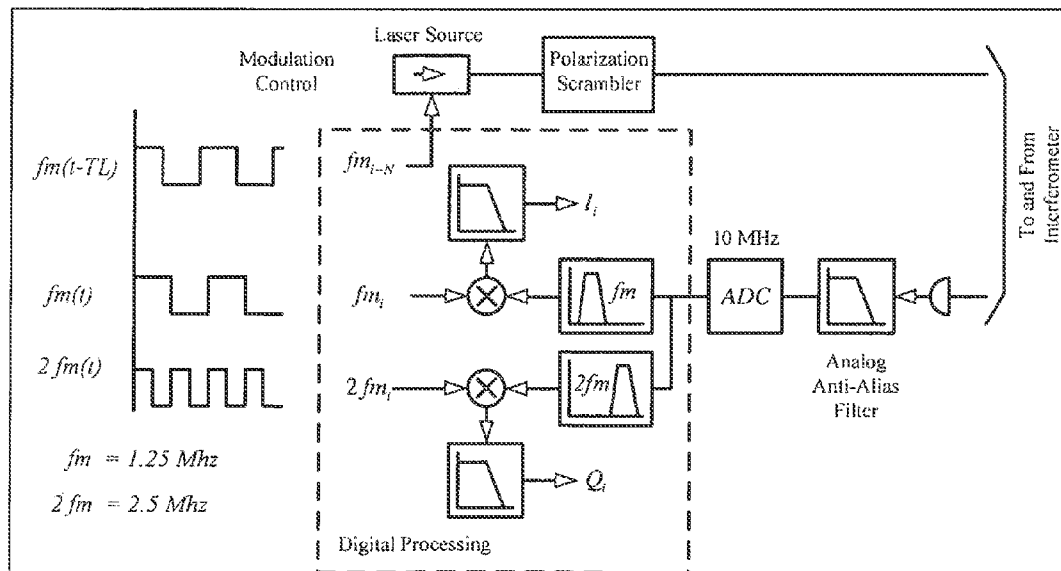 Laser Source
Modulation
Control
Polarization
Scrambler
fm(t-TL)
fm(t)
2 fm(t)
fm = 1.25 Mhz
2 fm = 2.5 Mhz
fm_{i-N}
I_i
fm_i
fm
2 fm_i
2fm
Q_i
Digital Processing
10 MHz
ADC
Analog
Anti-Alias
Filter
To and From
Interferometer